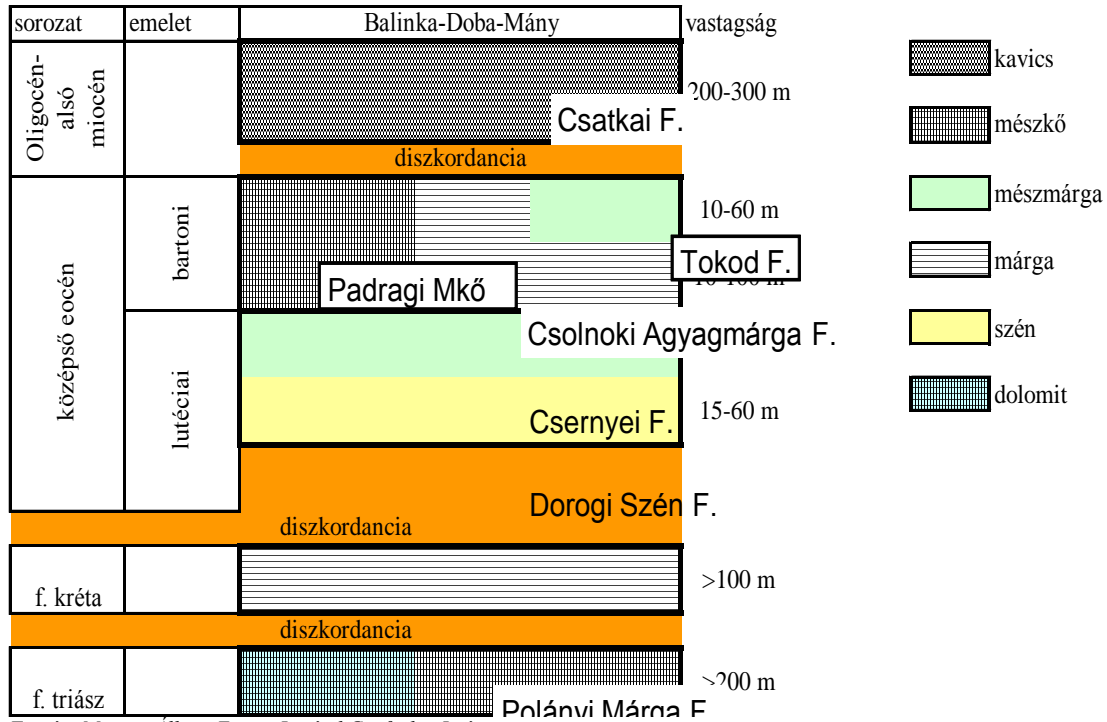 sorozat emelet Balinka-Doba-Mány vastagság
Oligocén-
alsó
miocén
200-300 m
Csatkai F.
diszkordancia
középső eocén
bartoni
10-60 m
Tokod F.
Padragi Mkő
Csolnoki Agyagmárga F.
lutéciai
Csernyei F.
15-60 m
Dorogi Szén F.
diszkordancia
f. kréta
>100 m
diszkordancia
f. triász
>200 m
Polányi Márga F
kavics
mészkő
mészmárga
márga
szén
dolomit